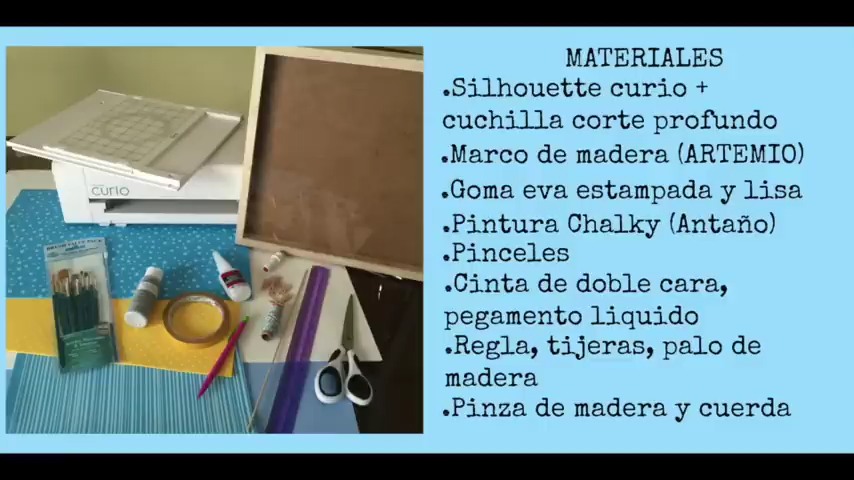 MATERIALES
.Silhouette curio +
cuchilla corte profundo
.Marco de madera (ARTEMIO)
.Goma eva estampada y lisa
.Pintura Chalky (Antaño)
.Pinceles
.Cinta de doble cara,
pegamento liquido
.Regla, tijeras, palo de
madera
.Pinza de madera y cuerda
curio